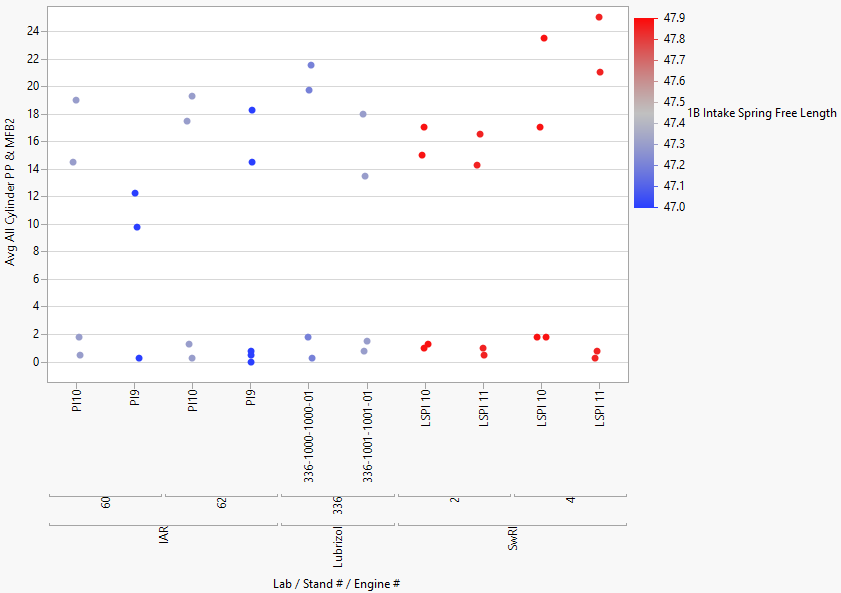 Avg All Cylinder PP & MFB2
24
22
20
18
16
14
12
10
8
6
4
2
0
PI10
PI9
PI10
PI9
336-1000-1000-01
336-1001-1001-01
LSPI 10
LSPI 11
LSPI 10
LSPI 11
60
62
336
2
4
IAR
Lubrizol
SwRI
Lab / Stand # / Engine #
47.9
47.8
47.7
47.6
47.5
47.4
47.3
47.2
47.1
47.0
1B Intake Spring Free Length